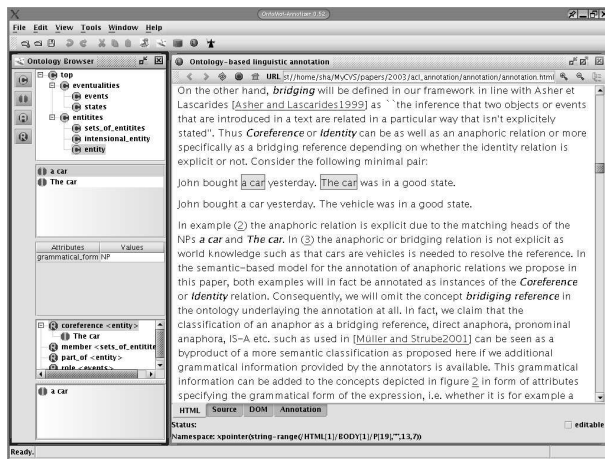 OntoMat-Annotizer 0.52
File Edit View Tools Window Help
Ontology Browser
top
eventualities
events
states
entitites
sets_of_entitites
intensional_entity
entity
a car
The car
Attributes Values
grammatical_form NP
coreference <entity>
The car
member <sets_of_entitite
part_of <entity>
role <events>
a car
Ontology-based linguistic annotation
URL st//home/sha/MyCVS/papers/2003/acl_annotation/annotation/annotation.html
On the other hand, bridging will be defined in our framework in line with Asher et
Lascarides [Asher and Lascarides1999] as ``the inference that two objects or events
that are introduced in a text are related in a particular way that isn't explicitely
stated". Thus Coreference or Identity can be as well as an anaphoric relation or more
specifically as a bridging reference depending on whether the identity relation is
explicit or not. Consider the following minimal pair:
John bought a car yesterday. The car was in a good state.
John bought a car yesterday. The vehicle was in a good state.
In example (2) the anaphoric relation is explicit due to the matching heads of the
NPs a car and The car. In (3) the anaphoric or bridging relation is not explicit as
world knowledge such as that cars are vehicles is needed to resolve the reference. In
the semantic-based model for the annotation of anaphoric relations we propose in
this paper, both examples will in fact be annotated as instances of the Coreference
or Identity relation. Consequently, we will omit the concept bridging reference in
the ontology underlaying the annotation at all. In fact, we claim that the
classification of an anaphor as a bridging reference, direct anaphora, pronominal
anaphora, IS-A etc. such as used in [Müller and Strube2001] can be seen as a
byproduct of a more semantic classification as proposed here if we additional
grammatical information provided by the annotators is available. This grammatical
information can be added to the concepts depicted in figure 2 in form of attributes
specifying the grammatical form of the expression, i.e. whether it is for example a
HTML Source DOM Annotation
Status: editable
Namespace: xpointer(string-range(/HTML[1]/BODY[1]/P[19],"",13,7))
Ready.